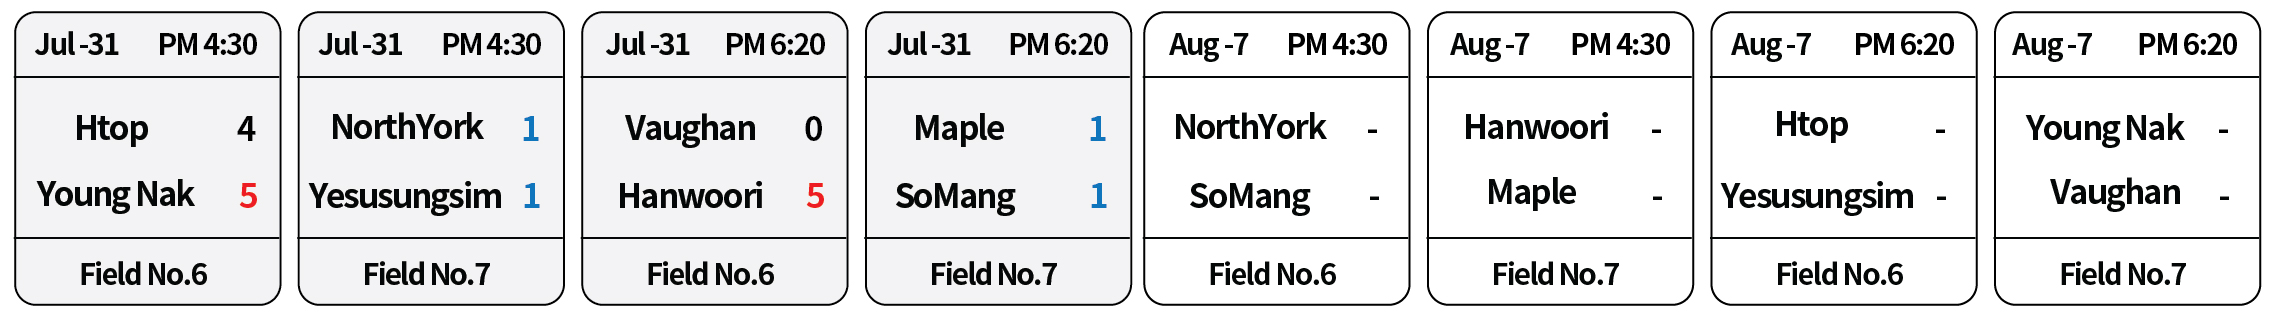 Jul -31 PM 4:30
Htop 4
Young Nak 5
Field No.6
Jul -31 PM 4:30
NorthYork 1
Yesusungsim 1
Field No.7
Jul -31 PM 6:20
Vaughan 0
Hanwoori 5
Field No.6
Jul -31 PM 6:20
Maple 1
SoMang 1
Field No.7
Aug -7 PM 4:30
NorthYork -
SoMang -
Field No.6
Aug -7 PM 4:30
Hanwoori -
Maple -
Field No.7
Aug -7 PM 6:20
Htop -
Yesusungsim -
Field No.6
Aug -7 PM 6:20
Young Nak -
Vaughan -
Field No.7